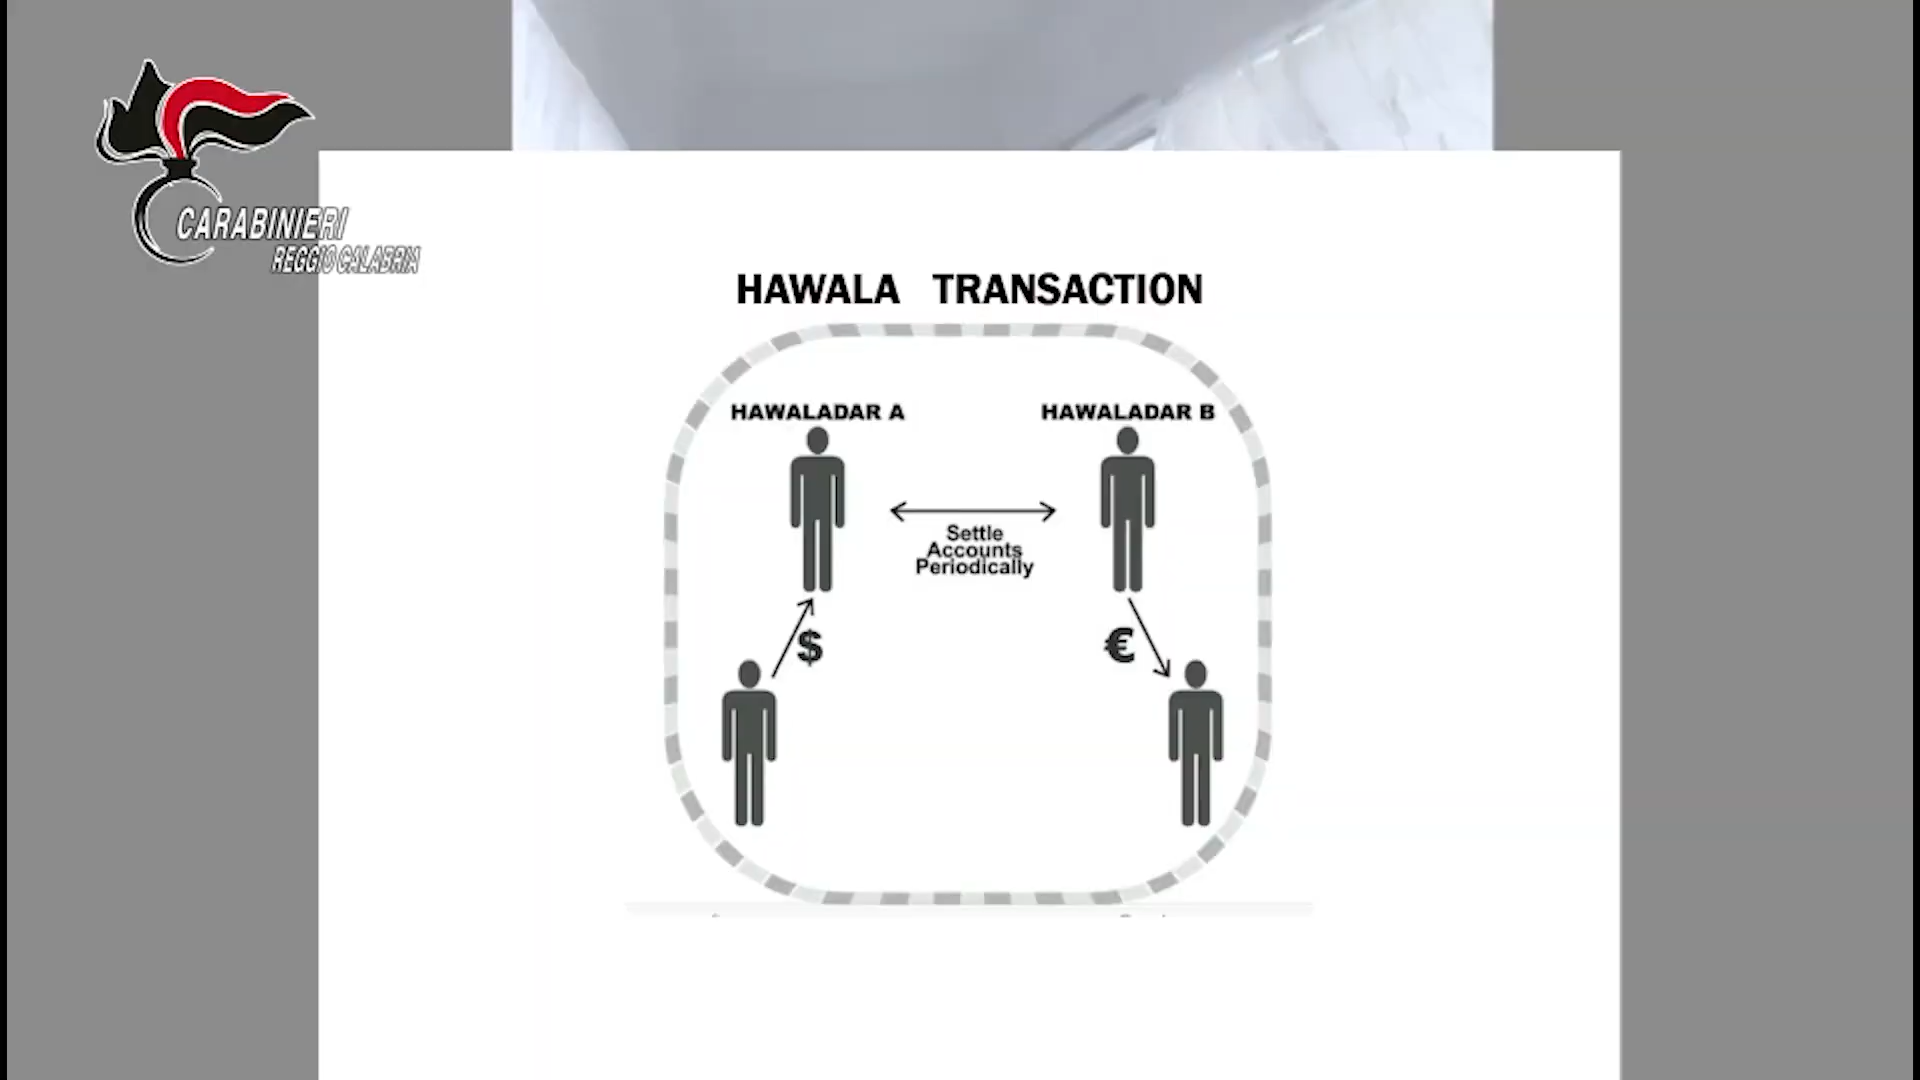 CARABINIERI
REGGIO CALABRIA
HAWALA TRANSACTION
HAWALADAR A
HAWALADAR B
Settle
Accounts
Periodically
$
€